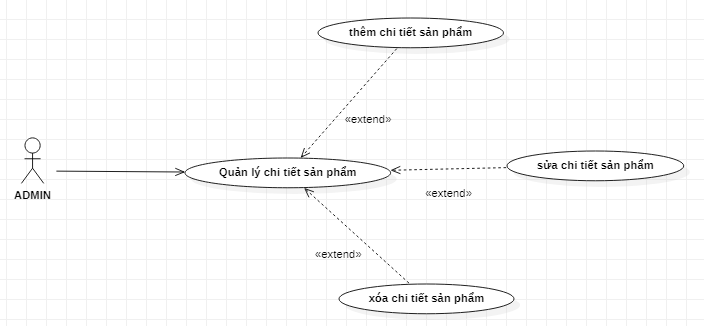 thêm chi tiết sản phẩm
«extend»
ADMIN
Quản lý chi tiết sản phẩm
sửa chi tiết sản phẩm
«extend»
«extend»
xóa chi tiết sản phẩm